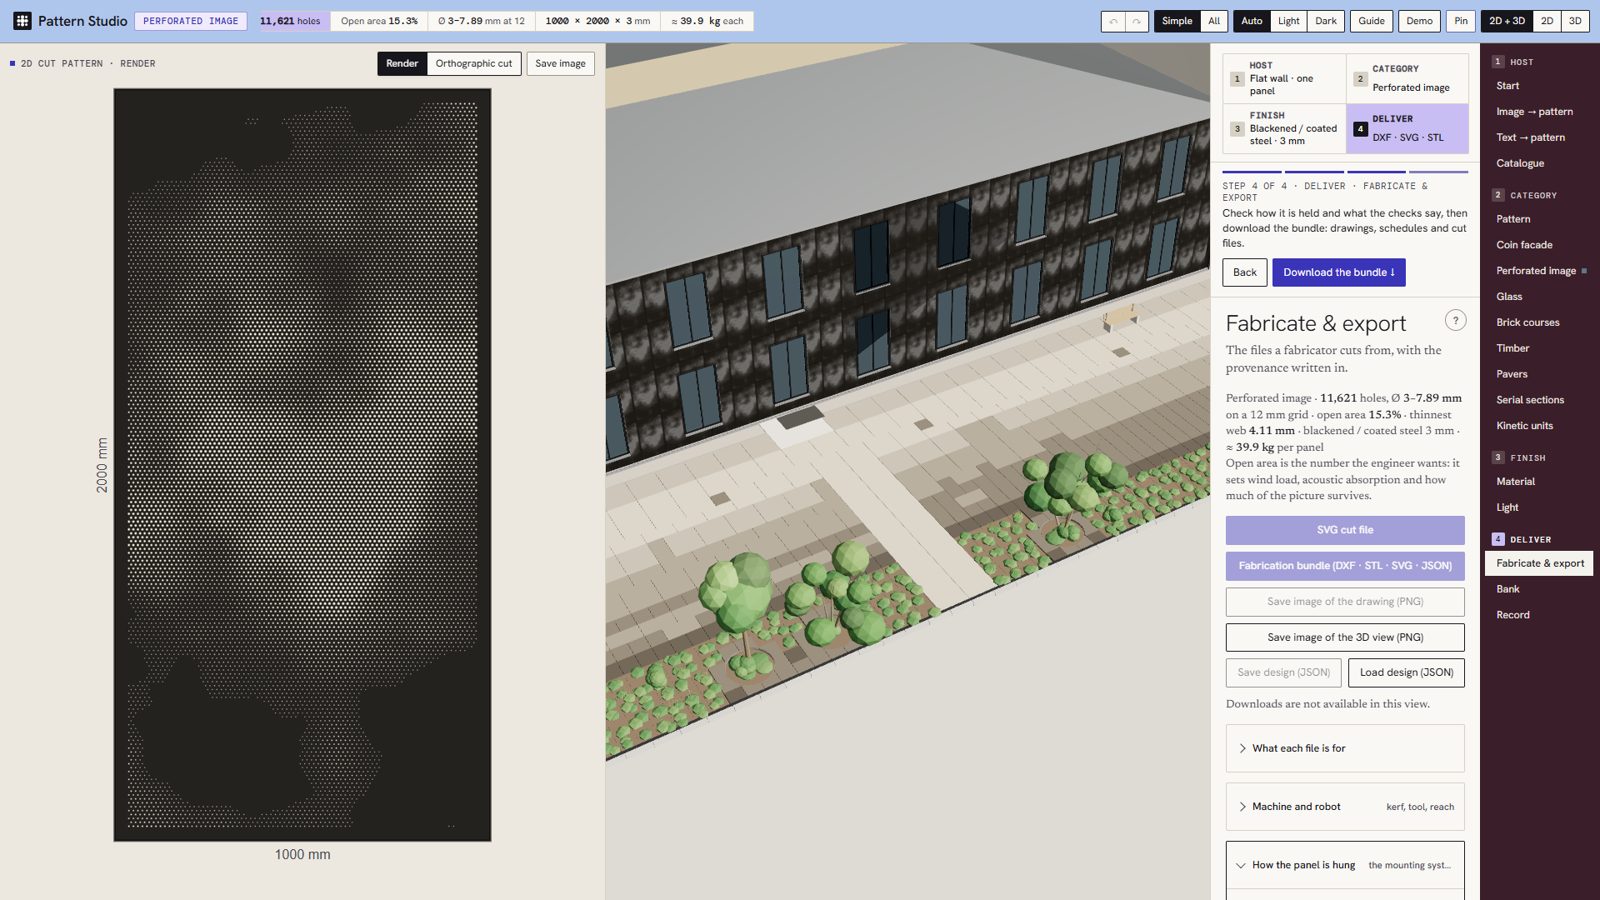 Pattern Studio
PERFORATED IMAGE
11,621 holes
Open area 15.3%
Ø 3–7.89 mm at 12
1000 × 2000 × 3 mm
≈ 39.9 kg each
Simple
All
Auto
Light
Dark
Guide
Demo
Pin
2D + 3D
2D
3D
2D CUT PATTERN · RENDER
Render
Orthographic cut
Save image
2000 mm
1000 mm
1
HOST
Flat wall · one
panel
2
CATEGORY
Perforated image
3
FINISH
Blackened / coated
steel · 3 mm
4
DELIVER
DXF · SVG · STL
STEP 4 OF 4 · DELIVER · FABRICATE &
EXPORT
Check how it is held and what the checks say, then
download the bundle: drawings, schedules and cut
files.
Back
Download the bundle ↓
Fabricate & export
?
The files a fabricator cuts from, with the
provenance written in.
Perforated image · 11,621 holes, Ø 3–7.89 mm
on a 12 mm grid · open area 15.3% · thinnest
web 4.11 mm · blackened / coated steel 3 mm ·
≈ 39.9 kg per panel
Open area is the number the engineer wants: it
sets wind load, acoustic absorption and how
much of the picture survives.
SVG cut file
Fabrication bundle (DXF · STL · SVG · JSON)
Save image of the drawing (PNG)
Save image of the 3D view (PNG)
Save design (JSON)
Load design (JSON)
Downloads are not available in this view.
What each file is for
Machine and robot
kerf, tool, reach
How the panel is hung
the mounting syst...
1 HOST
Start
Image → pattern
Text → pattern
Catalogue
2 CATEGORY
Pattern
Coin facade
Perforated image
Glass
Brick courses
Timber
Pavers
Serial sections
Kinetic units
3 FINISH
Material
Light
4 DELIVER
Fabricate & export
Bank
Record